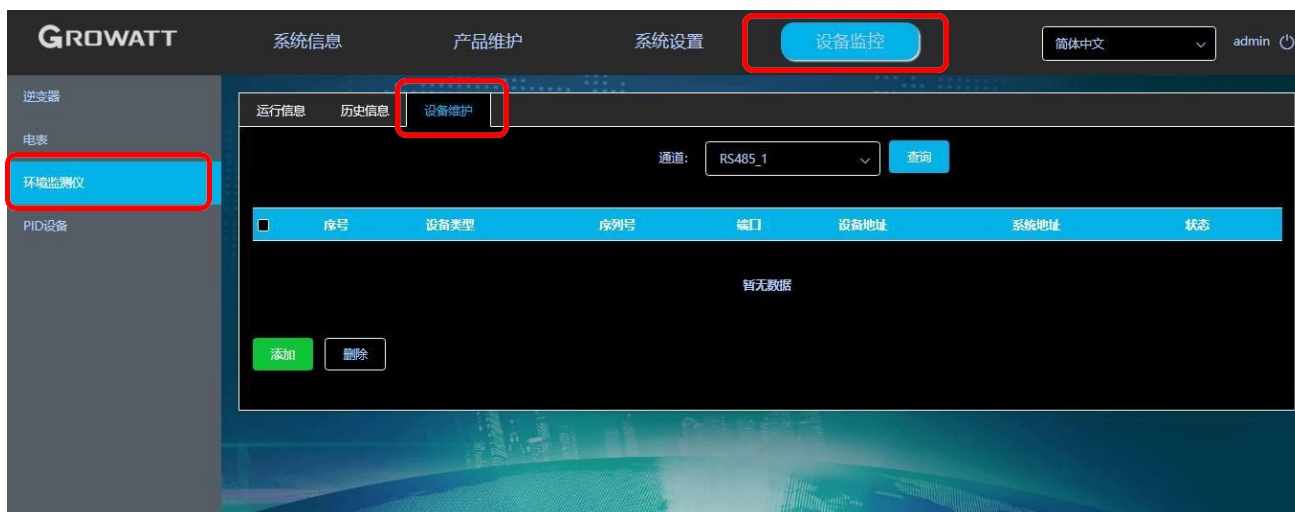 GROWATT 系统信息 产品维护 系统设置 设备监控 简体中文 admin
逆变器
电表
环境监测仪
PID设备
运行信息 历史信息 设备维护
通道: RS485_1 查询
序号 设备类型 序列号 端口 设备地址 系统地址 状态
暂无数据
添加 删除